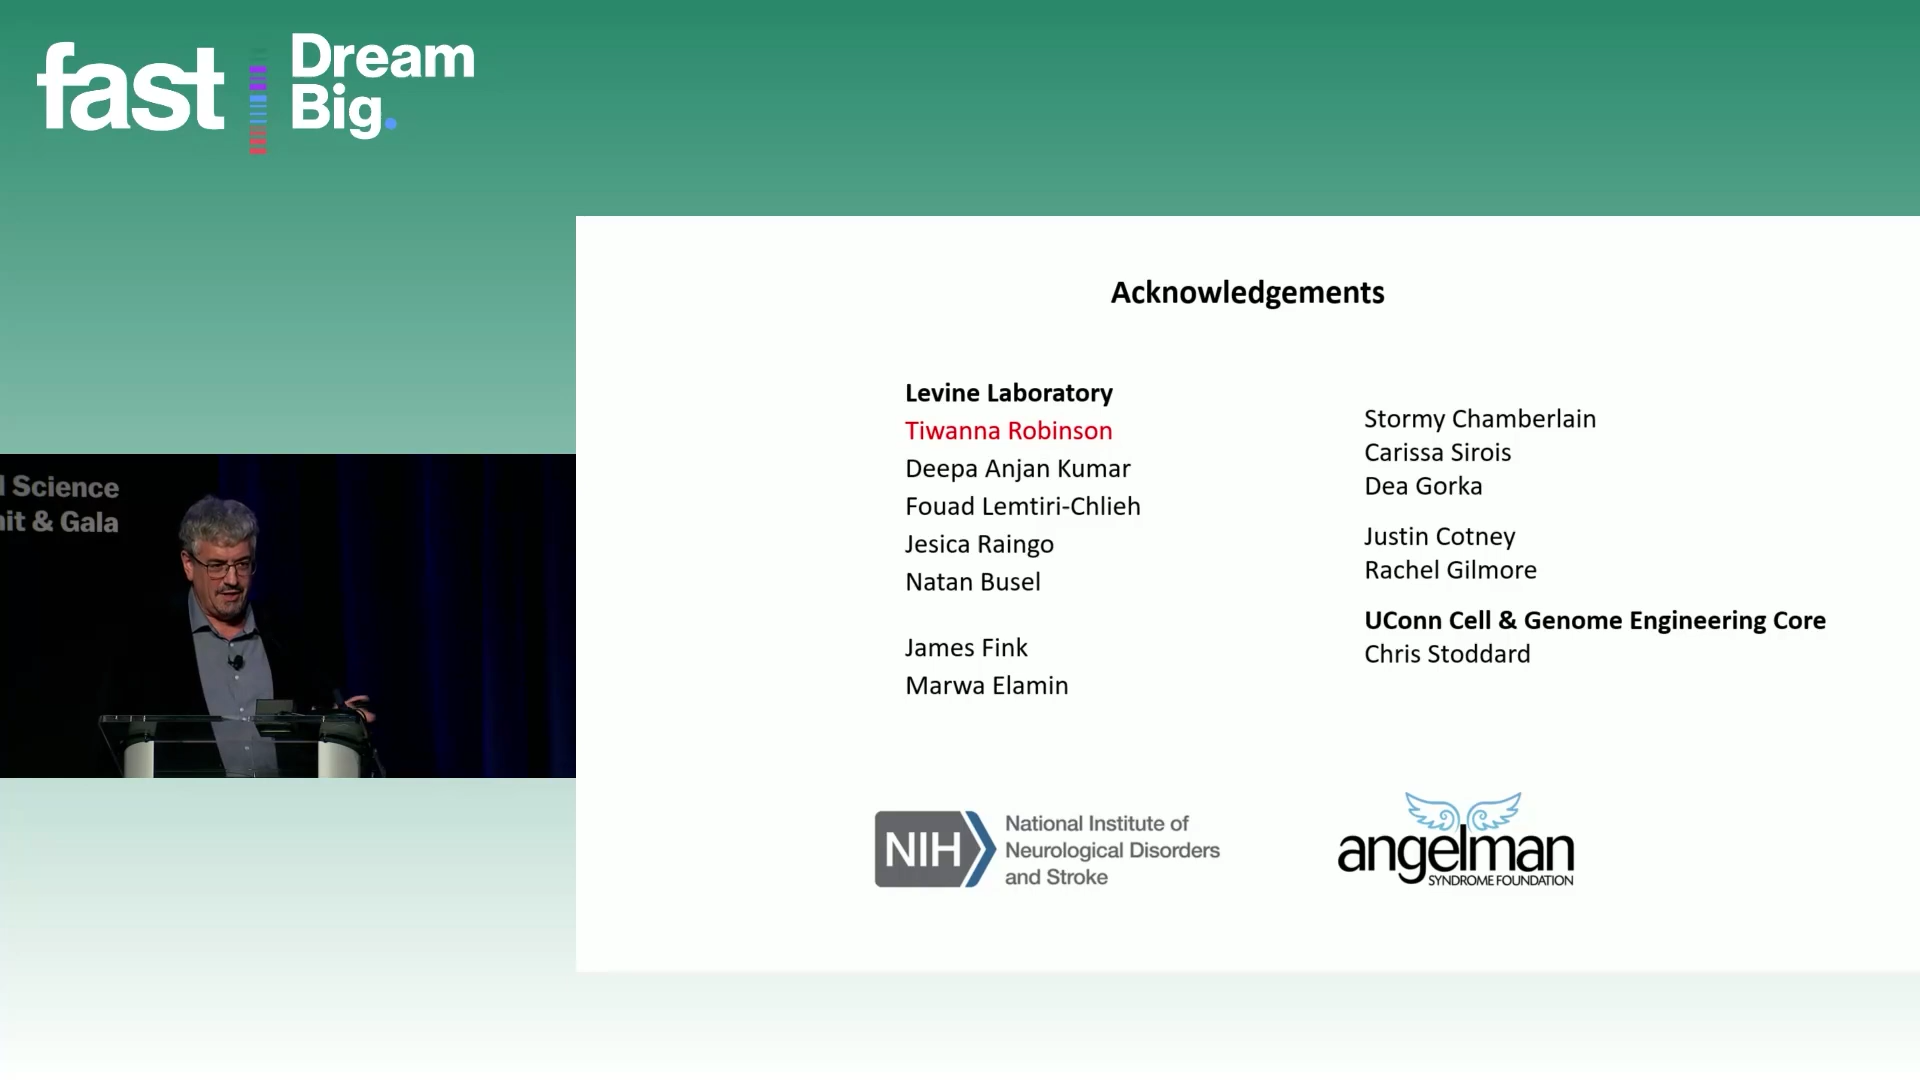 fast
Dream
Big.
l Science
it & Gala
Acknowledgements
Levine Laboratory
Tiwanna Robinson
Deepa Anjan Kumar
Fouad Lemtiri-Chlieh
Jesica Raingo
Natan Busel
James Fink
Marwa Elamin
Stormy Chamberlain
Carissa Sirois
Dea Gorka
Justin Cotney
Rachel Gilmore
UConn Cell & Genome Engineering Core
Chris Stoddard
NIH
National Institute of
Neurological Disorders
and Stroke
angelman
SYNDROME FOUNDATION